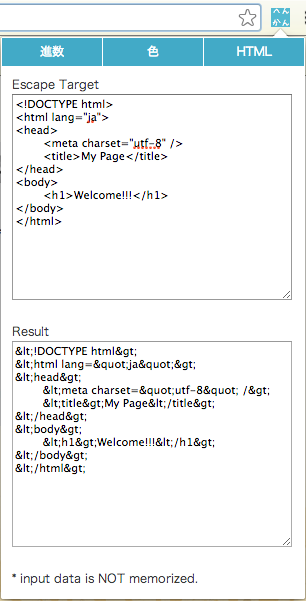 へん
かん
進数 色 HTML
Escape Target
<!DOCTYPE html>
<html lang="ja">
<head>
<meta charset="utf-8" />
<title>My Page</title>
</head>
<body>
<h1>Welcome!!!</h1>
</body>
</html>
Result
&lt;!DOCTYPE html&gt;
&lt;html lang=&quot;ja&quot;&gt;
&lt;head&gt;
&lt;meta charset=&quot;utf-8&quot; /&gt;
&lt;title&gt;My Page&lt;/title&gt;
&lt;/head&gt;
&lt;body&gt;
&lt;h1&gt;Welcome!!!&lt;/h1&gt;
&lt;/body&gt;
&lt;/html&gt;
* input data is NOT memorized.